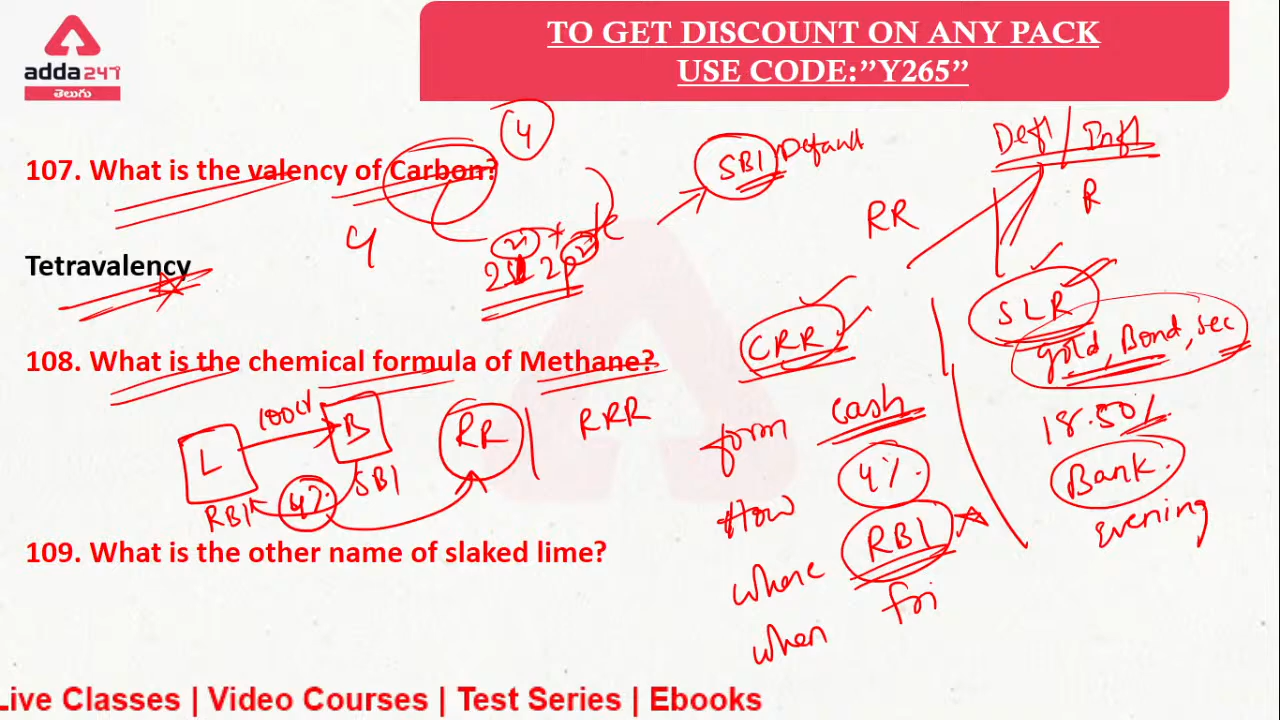 TO GET DISCOUNT ON ANY PACK
USE CODE:”Y265”
adda247
తెలుగు
107. What is the valency of Carbon?
4
4
Tetravalency
SBI
Defl / Infl
RR
R
CRR
SLR
gold, Bond, sec
108. What is the chemical formula of Methane?
L
B
RBI
4%
SBI
RR
RRR
form
cash
18.50%
How
4%
Bank.
where
RBI
evening
when
fri
109. What is the other name of slaked lime?
Live Classes | Video Courses | Test Series | Ebooks